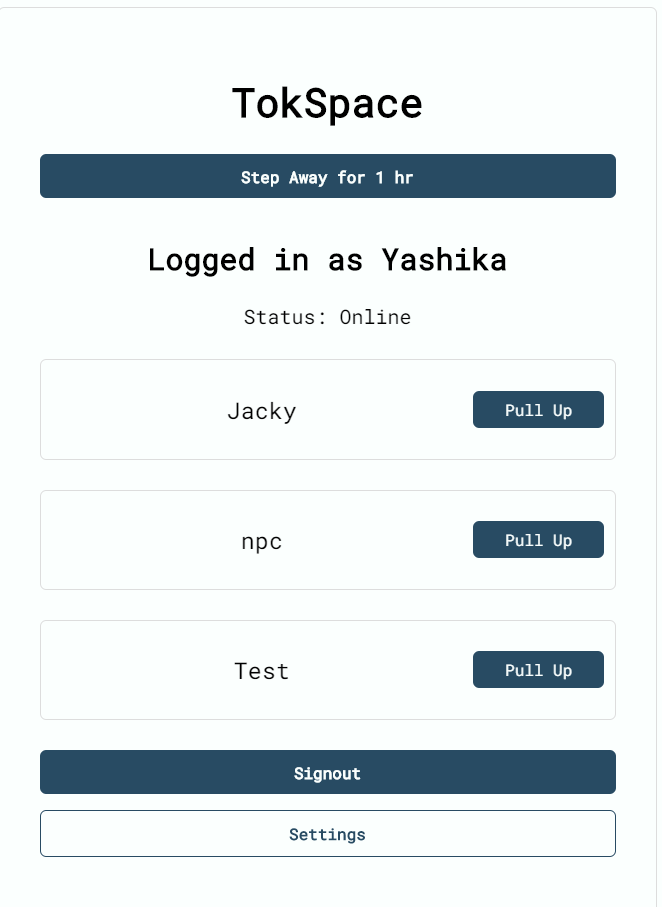 TokSpace
Step Away for 1 hr
Logged in as Yashika
Status: Online
Jacky
Pull Up
npc
Pull Up
Test
Pull Up
Signout
Settings